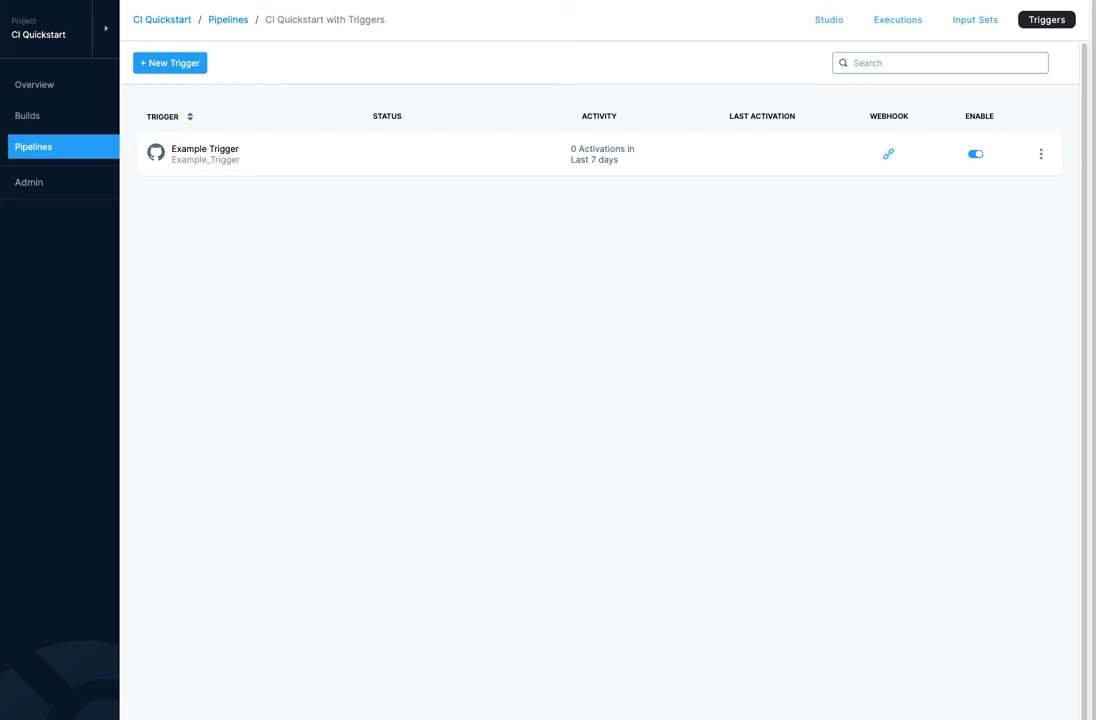 Project
CI Quickstart
CI Quickstart / Pipelines / CI Quickstart with Triggers
Studio
Executions
Input Sets
Triggers
Overview
Builds
Pipelines
Admin
+ New Trigger
Search
TRIGGER
STATUS
ACTIVITY
LAST ACTIVATION
WEBHOOK
ENABLE
Example Trigger
Example_Trigger
0 Activations in
Last 7 days